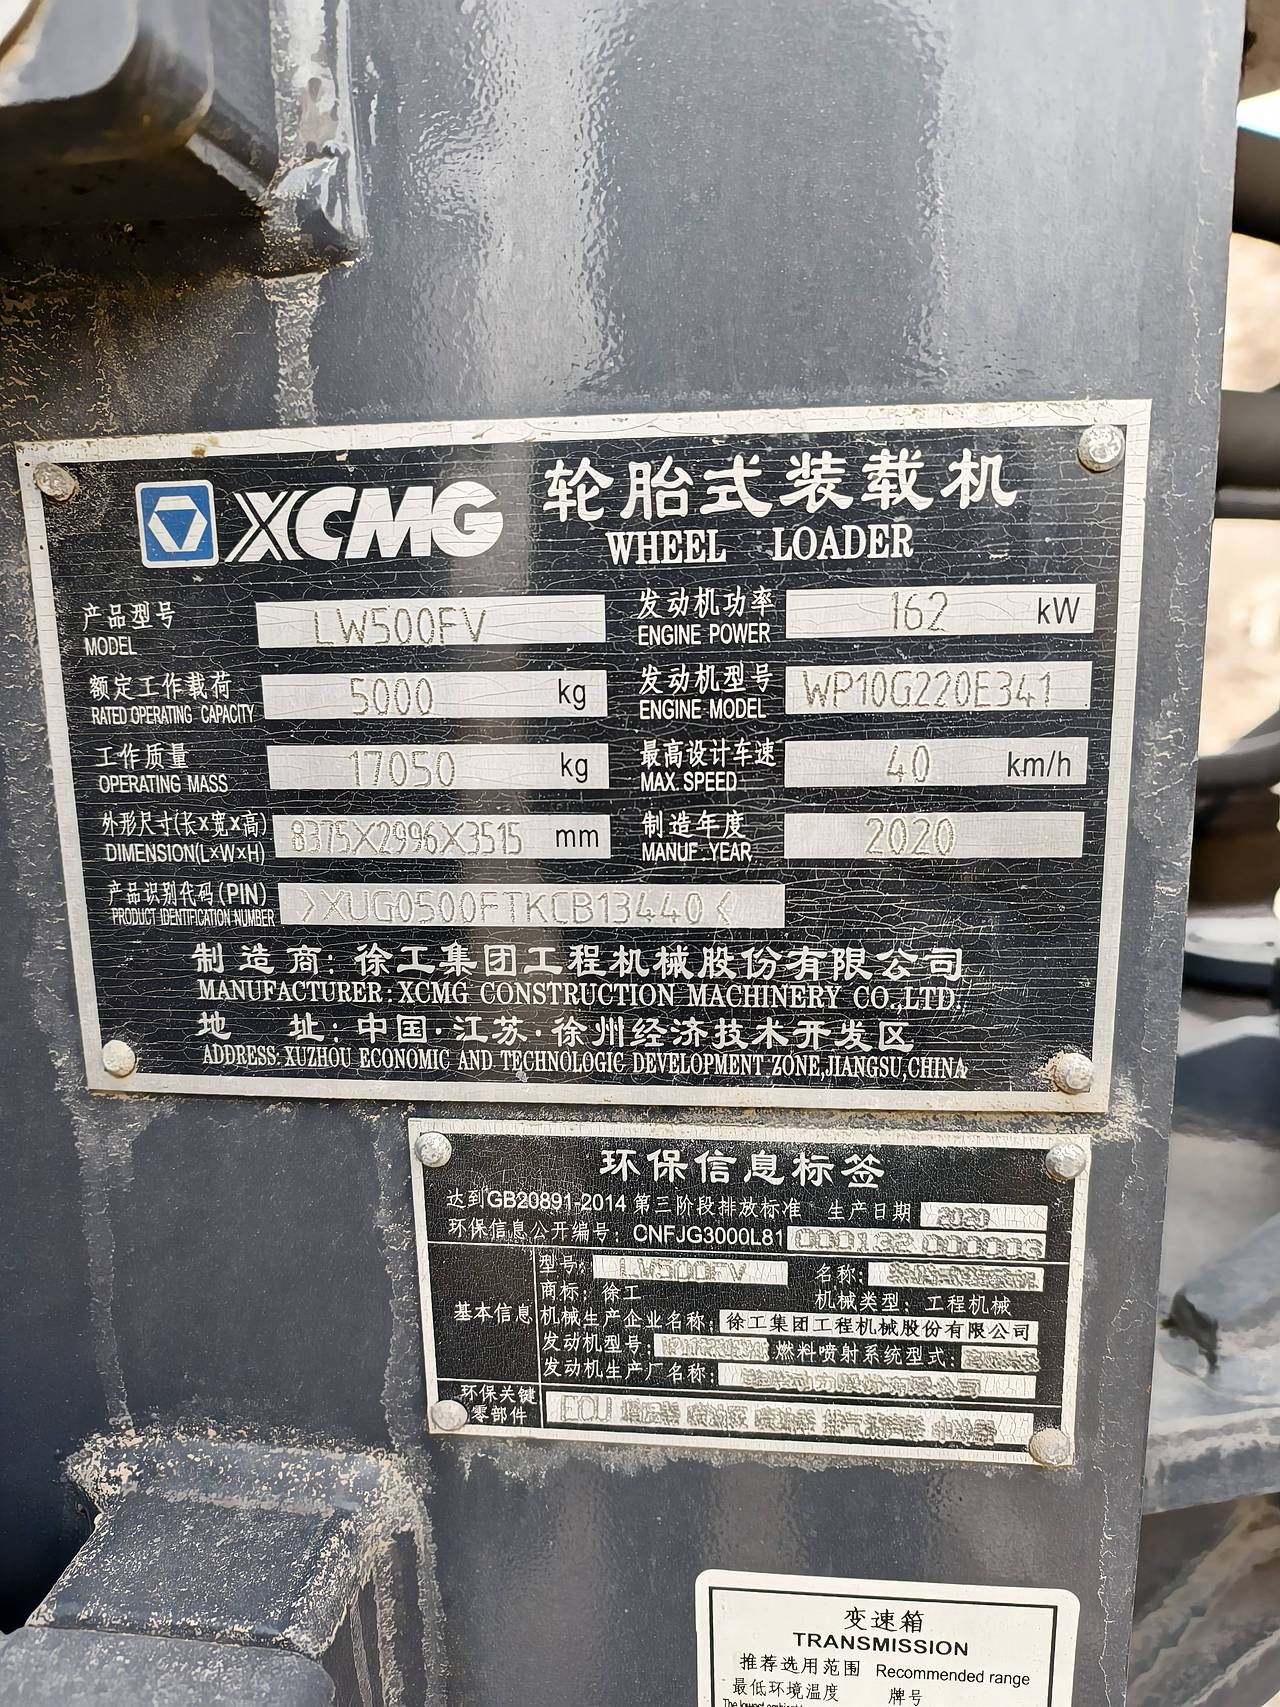 XCMG 轮胎式装载机
WHEEL LOADER
产品型号 LW500FV 发动机功率 162 kW
MODEL ENGINE POWER
额定工作载荷 5000 kg 发动机型号 WP10G220E341
RATED OPERATING CAPACITY ENGINE MODEL
工作质量 17050 kg 最高设计车速 40 km/h
OPERATING MASS MAX. SPEED
外形尺寸(长×宽×高) 8375X2996X3515 mm 制造年度 2020
DIMENSION(L×W×H) MANUF.YEAR
产品识别代码(PIN) >XUG0500FTKCB13440<
PRODUCT IDENTIFICATION NUMBER
制造商:徐工集团工程机械股份有限公司
MANUFACTURER: XCMG CONSTRUCTION MACHINERY CO.,LTD.
地 址:中国·江苏·徐州经济技术开发区
ADDRESS: XUZHOU ECONOMIC AND TECHNOLOGIC DEVELOPMENT ZONE,JIANGSU,CHINA
环保信息标签
达到GB20891-2014 第三阶段排放标准 生产日期 2020
环保信息公开编号: CNFJG3000L81
型号: LW500FV 名称:
商标: 徐工 机械类型: 工程机械
基本信息 机械生产企业名称: 徐工集团工程机械股份有限公司
发动机型号: 燃料喷射系统型式:
发动机生产厂名称:
环保关键
零部件 ECU
变速箱
TRANSMISSION
推荐选用范围 Recommended range
最低环境温度 牌号
The lowest